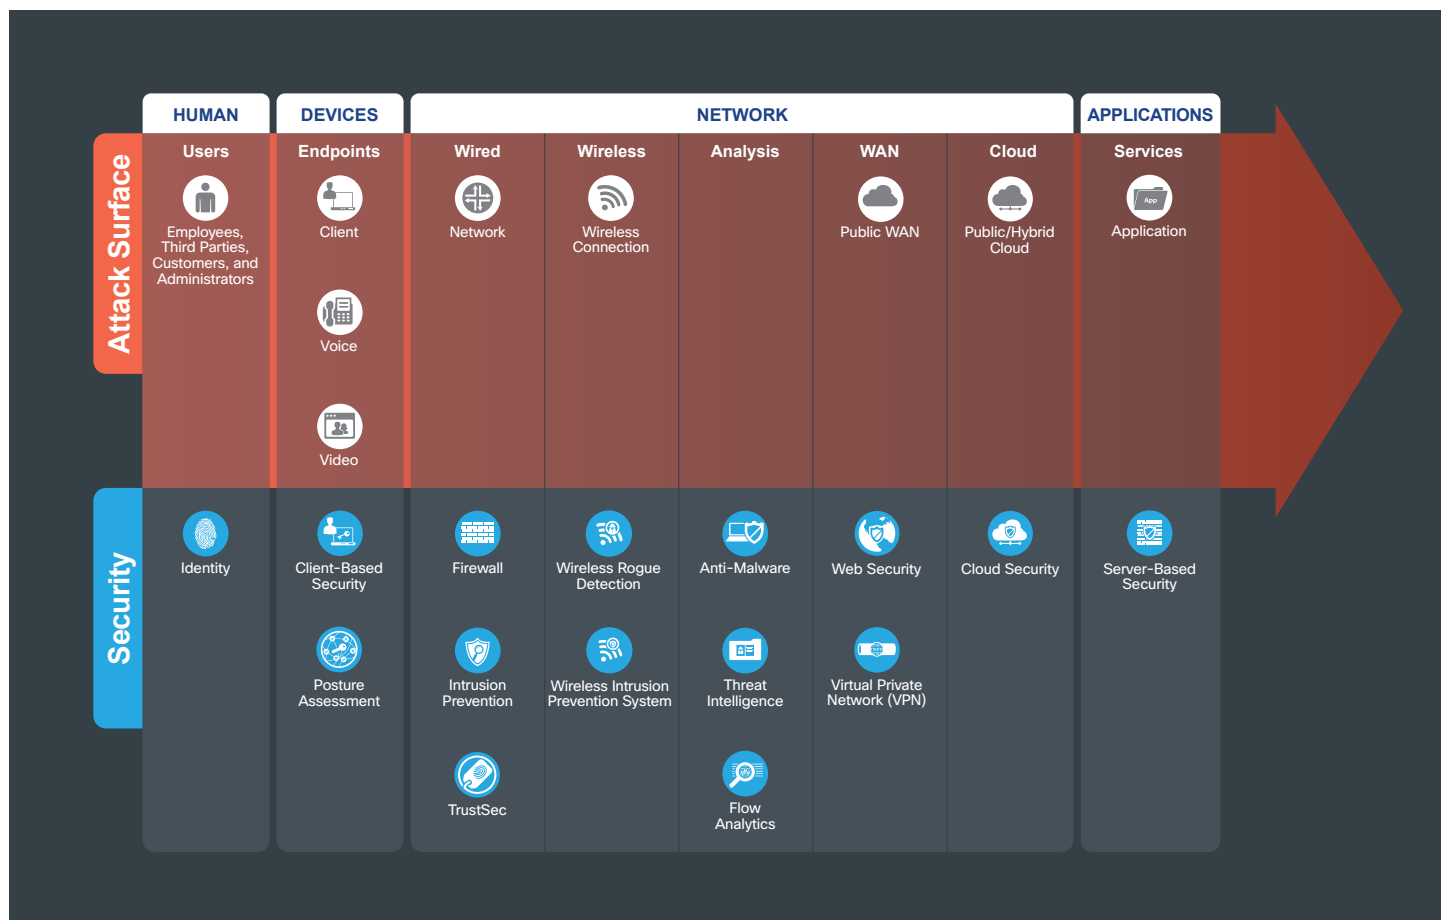 HUMAN
DEVICES
NETWORK
APPLICATIONS
Attack Surface
Users
Endpoints
Wired
Wireless
Analysis
WAN
Cloud
Services
Employees,
Third Parties,
Customers, and
Administrators
Client
Network
Wireless
Connection
Public WAN
Public/Hybrid
Cloud
App
Application
Voice
Video
Security
Identity
Client-Based
Security
Firewall
Wireless Rogue
Detection
Anti-Malware
Web Security
Cloud Security
Server-Based
Security
Posture
Assessment
Intrusion
Prevention
Wireless Intrusion
Prevention System
Threat
Intelligence
Virtual Private
Network (VPN)
TrustSec
Flow
Analytics